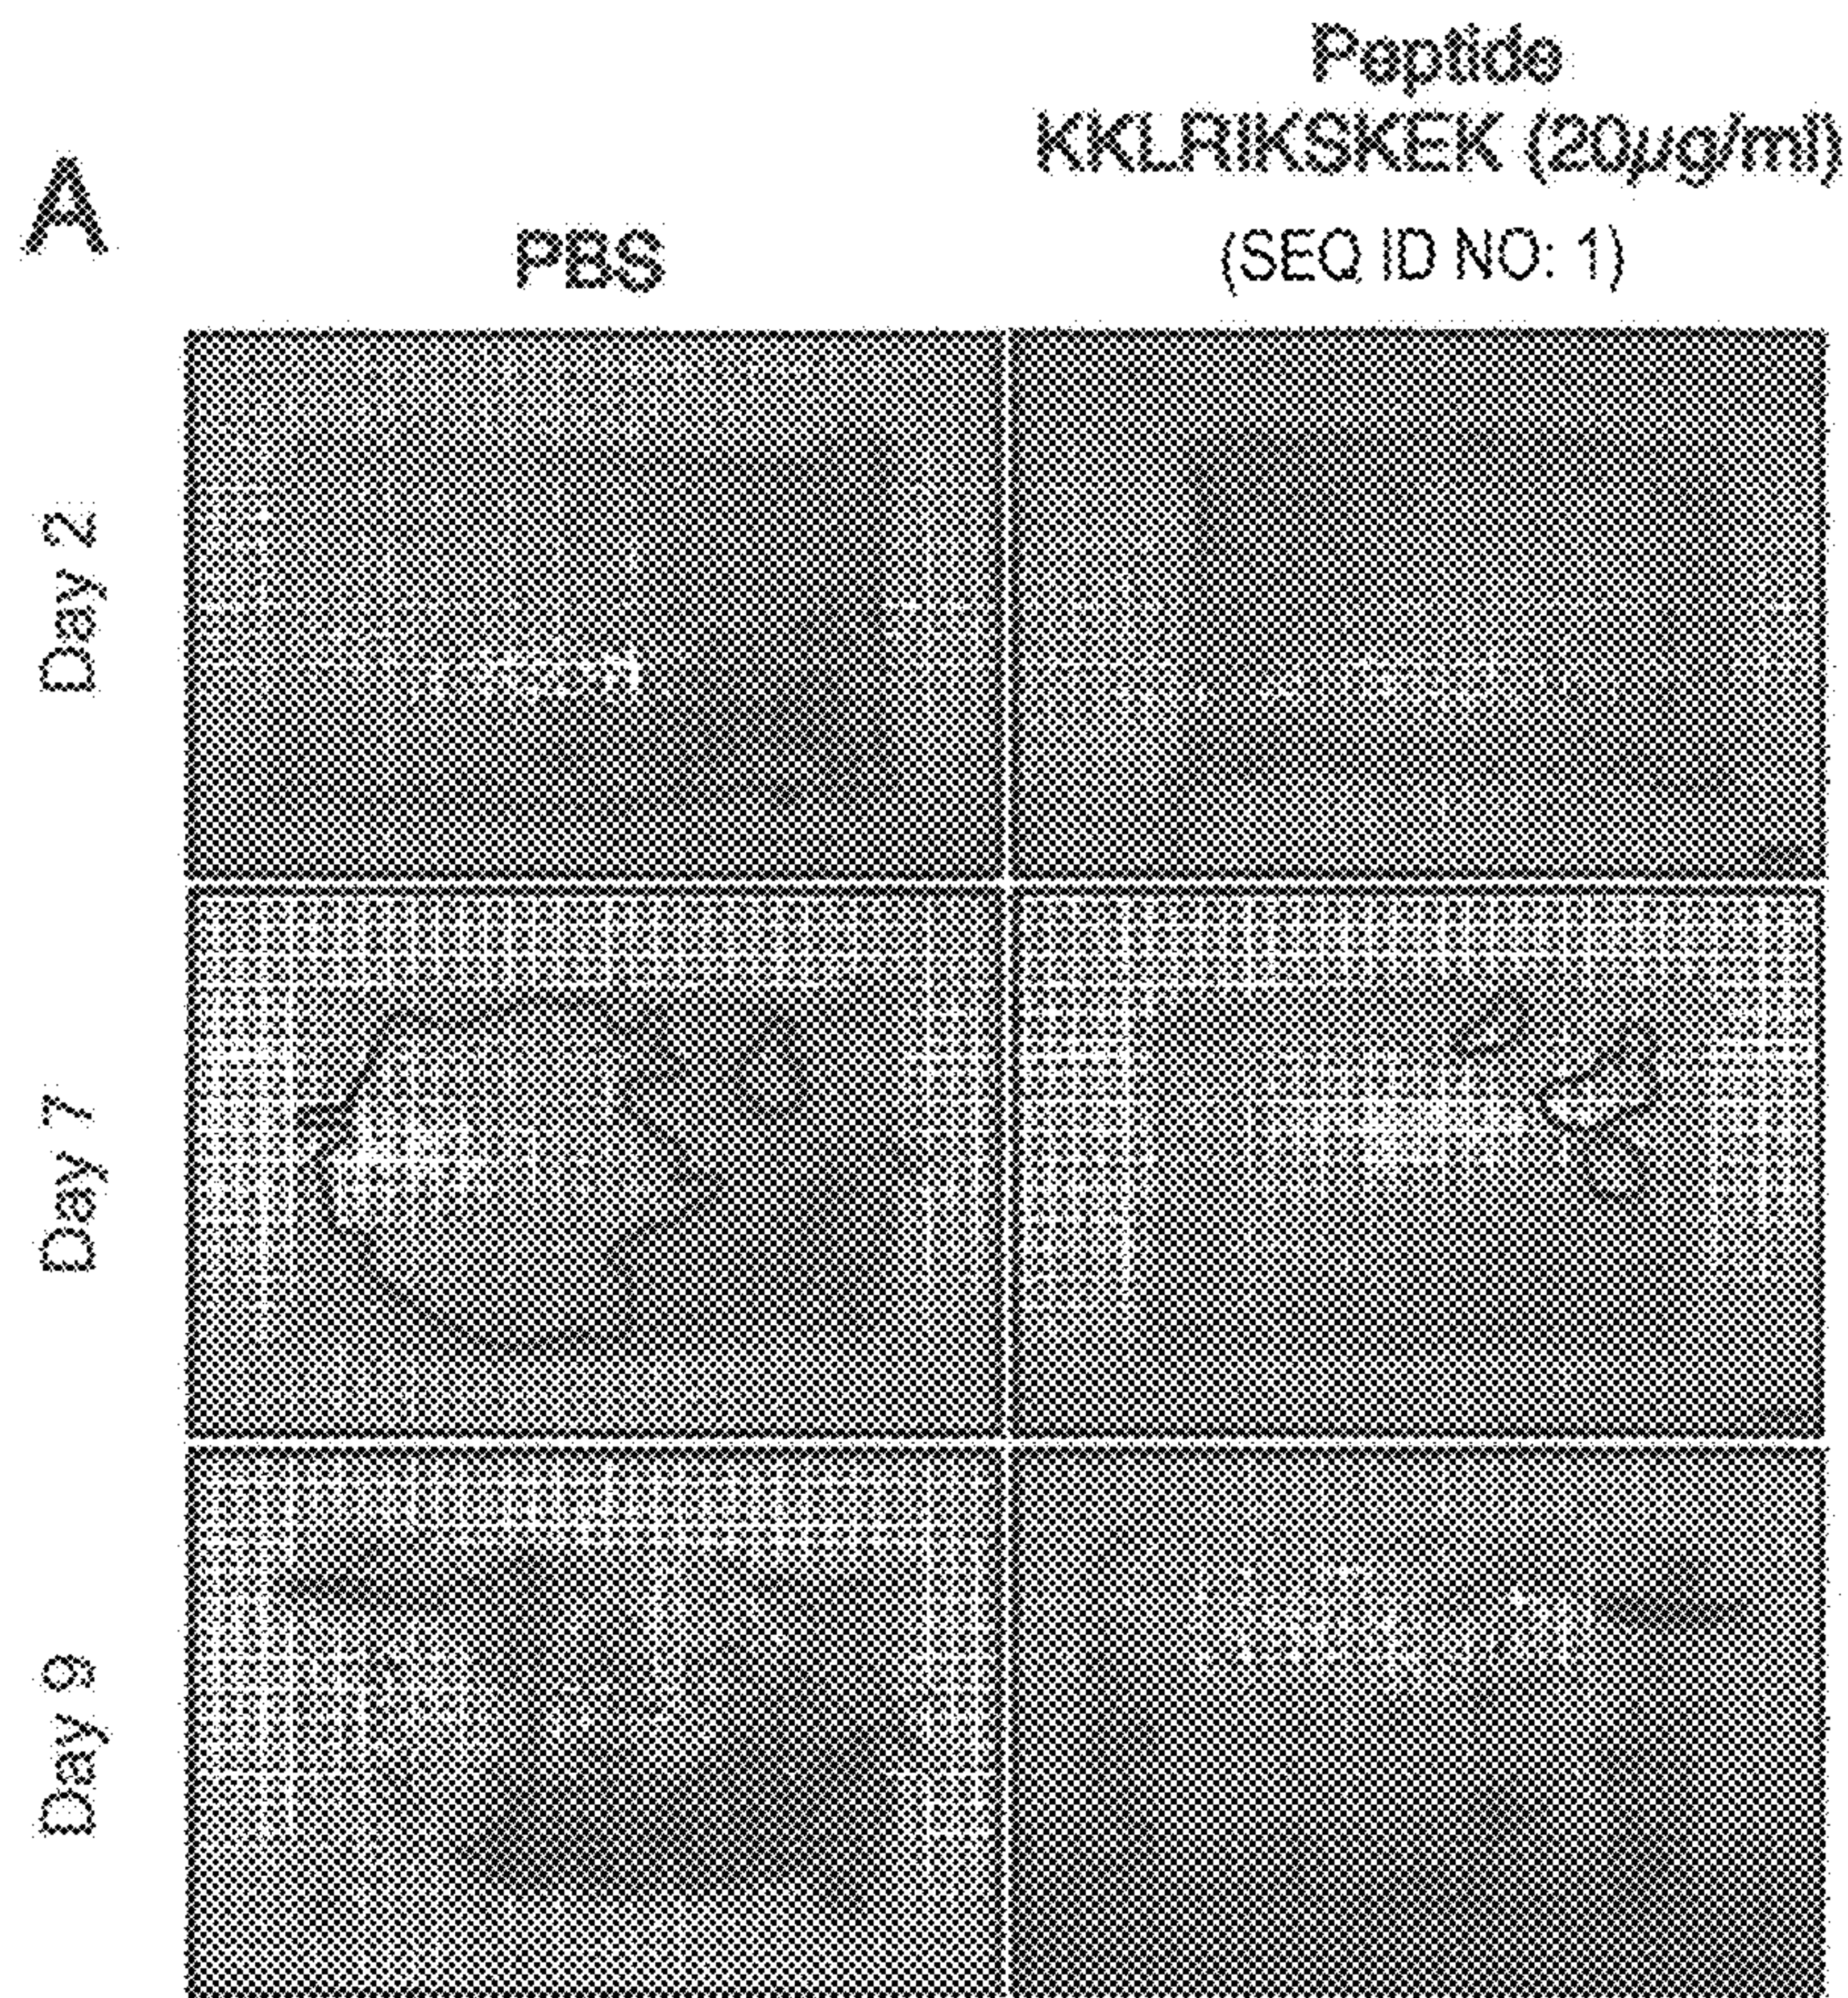 A
PBS
Peptide
KKLRIKSKEK (20µg/ml)
(SEQ ID NO: 1)
Day 2
Day 7
Day 9